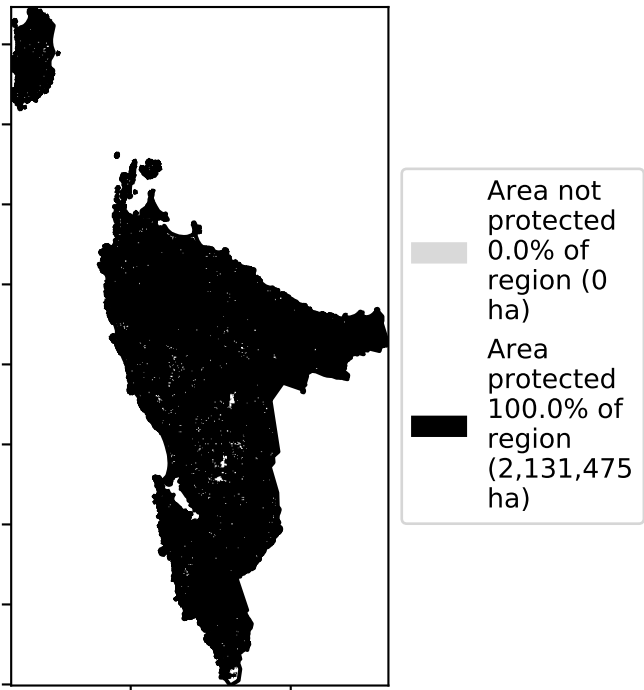 Area not
protected
0.0% of
region (0
ha)
Area
protected
100.0% of
region
(2,131,475
ha)